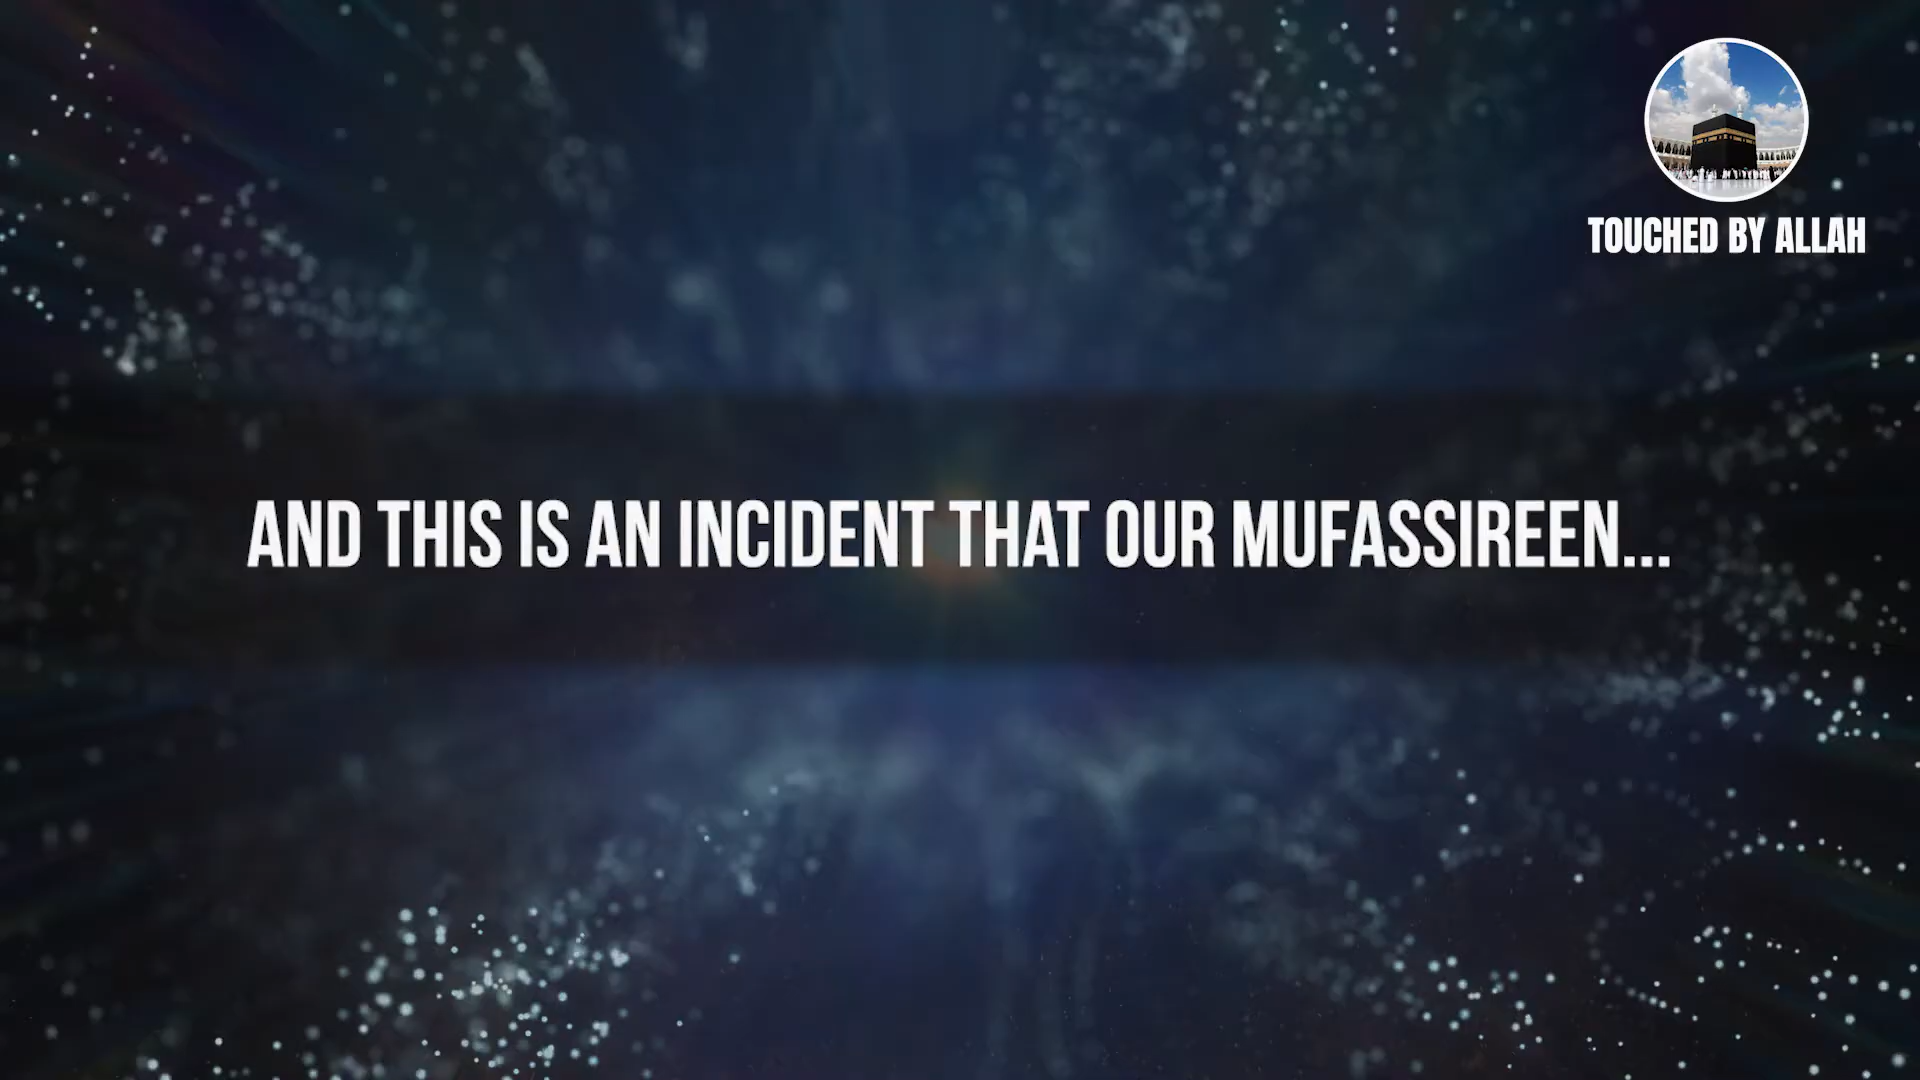 TOUCHED BY ALLAH
AND THIS IS AN INCIDENT THAT OUR MUFASSIREEN...